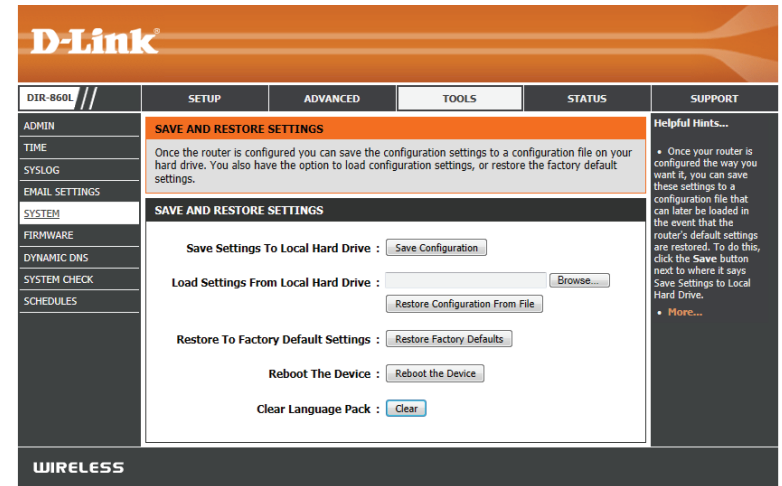 D-Link®
DIR-860L
SETUP
ADVANCED
TOOLS
STATUS
SUPPORT
ADMIN
TIME
SYSLOG
EMAIL SETTINGS
SYSTEM
FIRMWARE
DYNAMIC DNS
SYSTEM CHECK
SCHEDULES
SAVE AND RESTORE SETTINGS
Once the router is configured you can save the configuration settings to a configuration file on your
hard drive. You also have the option to load configuration settings, or restore the factory default
settings.
SAVE AND RESTORE SETTINGS
Save Settings To Local Hard Drive : Save Configuration
Load Settings From Local Hard Drive : Browse...
Restore Configuration From File
Restore To Factory Default Settings : Restore Factory Defaults
Reboot The Device : Reboot the Device
Clear Language Pack : Clear
Helpful Hints...
• Once your router is
configured the way you
want it, you can save
these settings to a
configuration file that
can later be loaded in
the event that the
router's default settings
are restored. To do this,
click the Save button
next to where it says
Save Settings to Local
Hard Drive.
• More...
WIRELESS